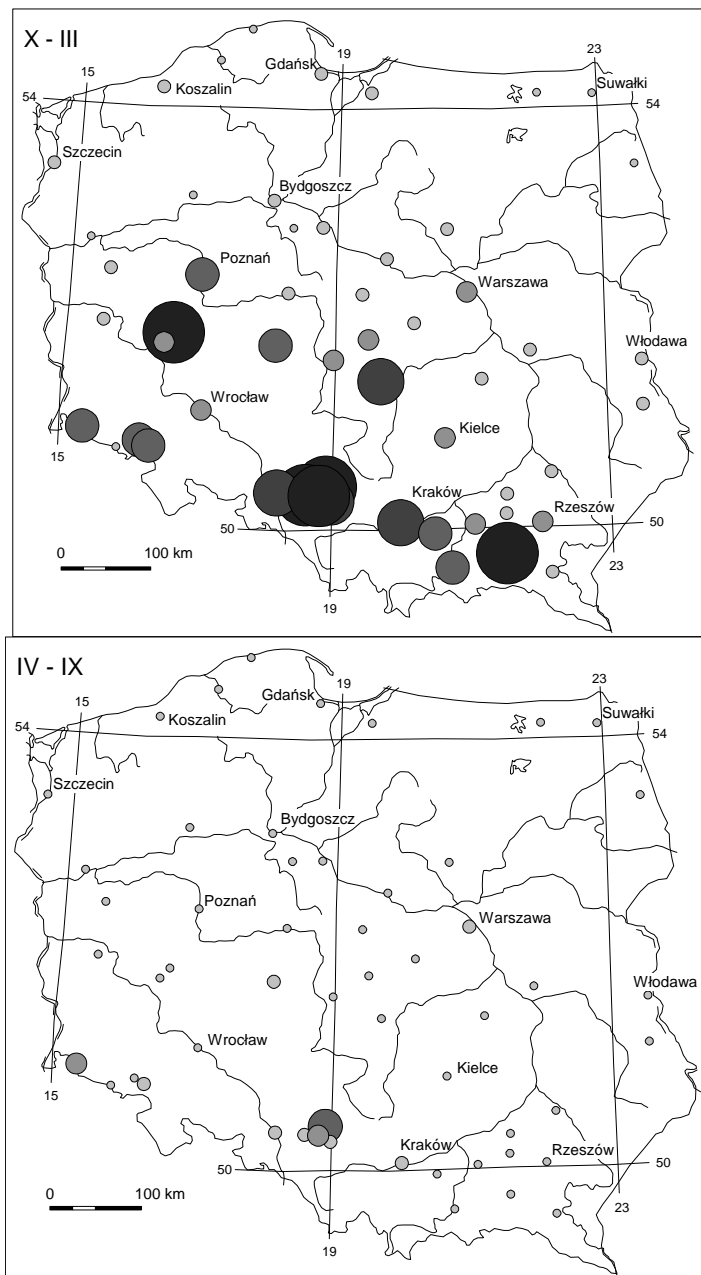 X - III
19
23
15
Gdańsk
Koszalin
Suwałki
54
54
Szczecin
Bydgoszcz
Poznań
Warszawa
Włodawa
Wrocław
Kielce
15
Kraków
Rzeszów
50
50
0 100 km
23
19
IV - IX
19
23
15
Gdańsk
Koszalin
Suwałki
54
54
Szczecin
Bydgoszcz
Poznań
Warszawa
Włodawa
Wrocław
Kielce
15
Kraków
Rzeszów
50
50
0 100 km
23
19